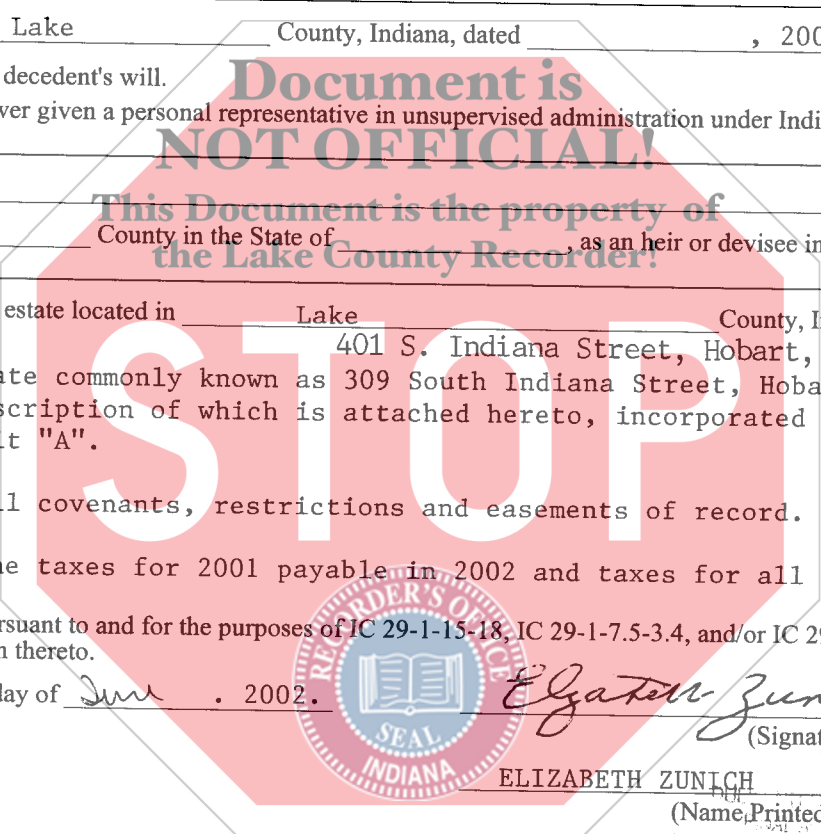 Lake County, Indiana, dated , 200
decedent's will.
Document is
ver given a personal representative in unsupervised administration under Indi
NOT OFFICIAL!
This Document is the property of
County in the State of , as an heir or devisee in
the Lake County Recorder!
estate located in Lake County, I
401 S. Indiana Street, Hobart,
ate commonly known as 309 South Indiana Street, Hoba
scription of which is attached hereto, incorporated
it "A".
STOP
ll covenants, restrictions and easements of record.
he taxes for 2001 payable in 2002 and taxes for all
rsuant to and for the purposes of IC 29-1-15-18, IC 29-1-7.5-3.4, and/or IC 29
n thereto.
RECORDER'S OFFICE
day of June . 2002. Elizabeth Zun
SEAL
(Signat
INDIANA
ELIZABETH ZUNICH
(Name Printed